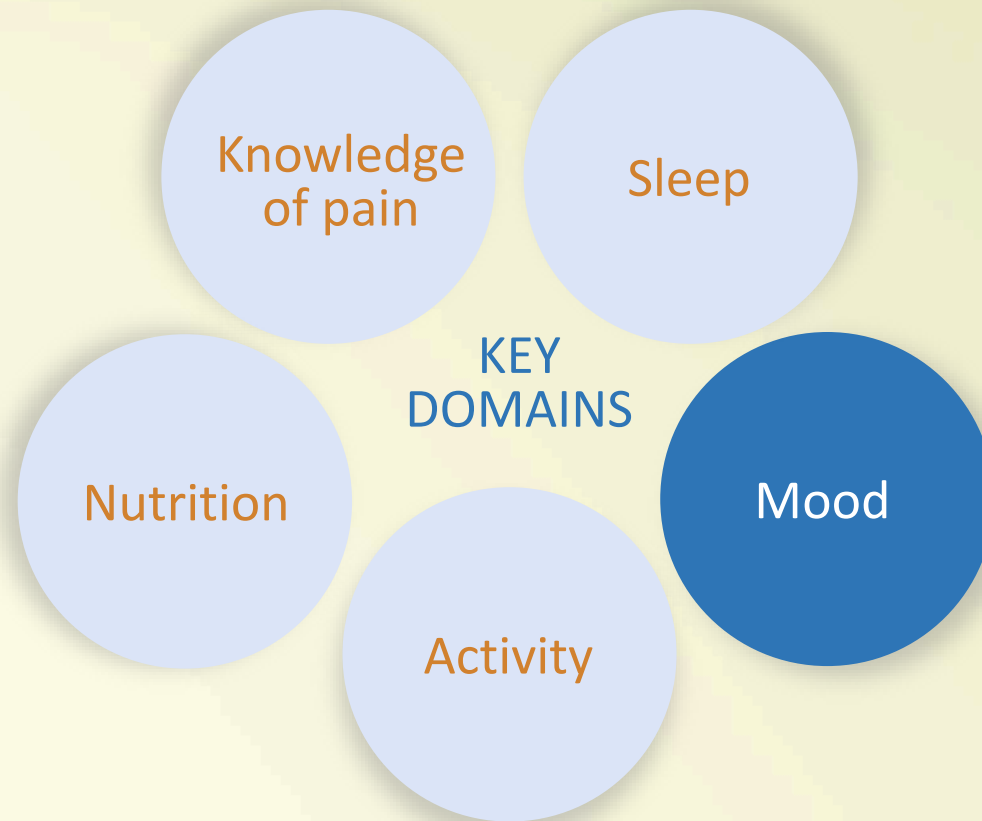 Knowledge
of pain
Sleep
KEY
DOMAINS
Nutrition
Mood
Activity